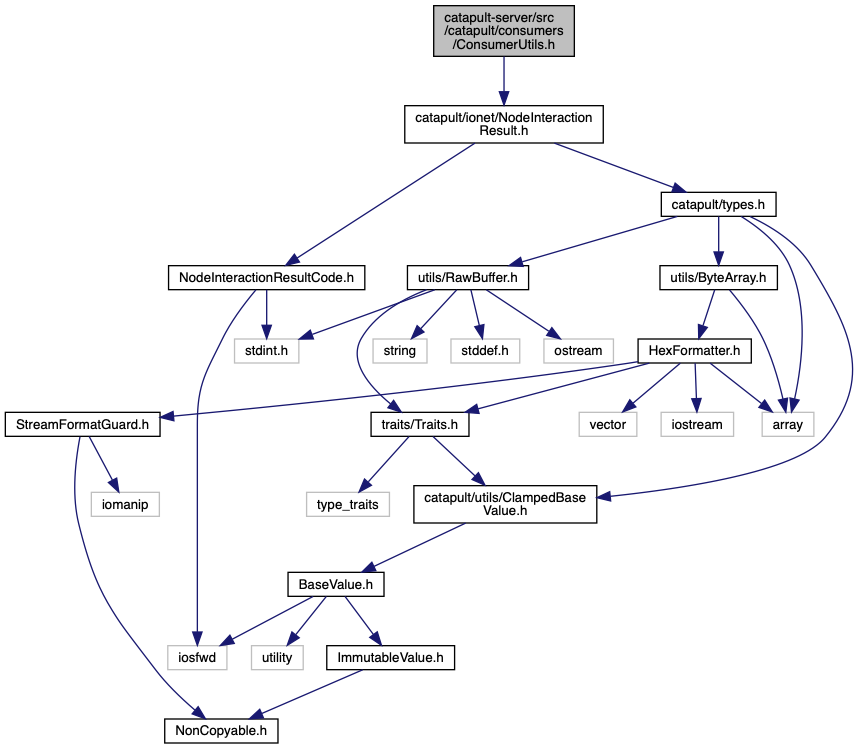 catapult-server/src
/catapult/consumers
/ConsumerUtils.h
catapult/ionet/NodeInteraction
Result.h
catapult/types.h
NodeInteractionResultCode.h
utils/RawBuffer.h
utils/ByteArray.h
stdint.h
string
stddef.h
ostream
HexFormatter.h
StreamFormatGuard.h
traits/Traits.h
vector
iostream
array
iomanip
type_traits
catapult/utils/ClampedBase
Value.h
BaseValue.h
iosfwd
utility
ImmutableValue.h
NonCopyable.h